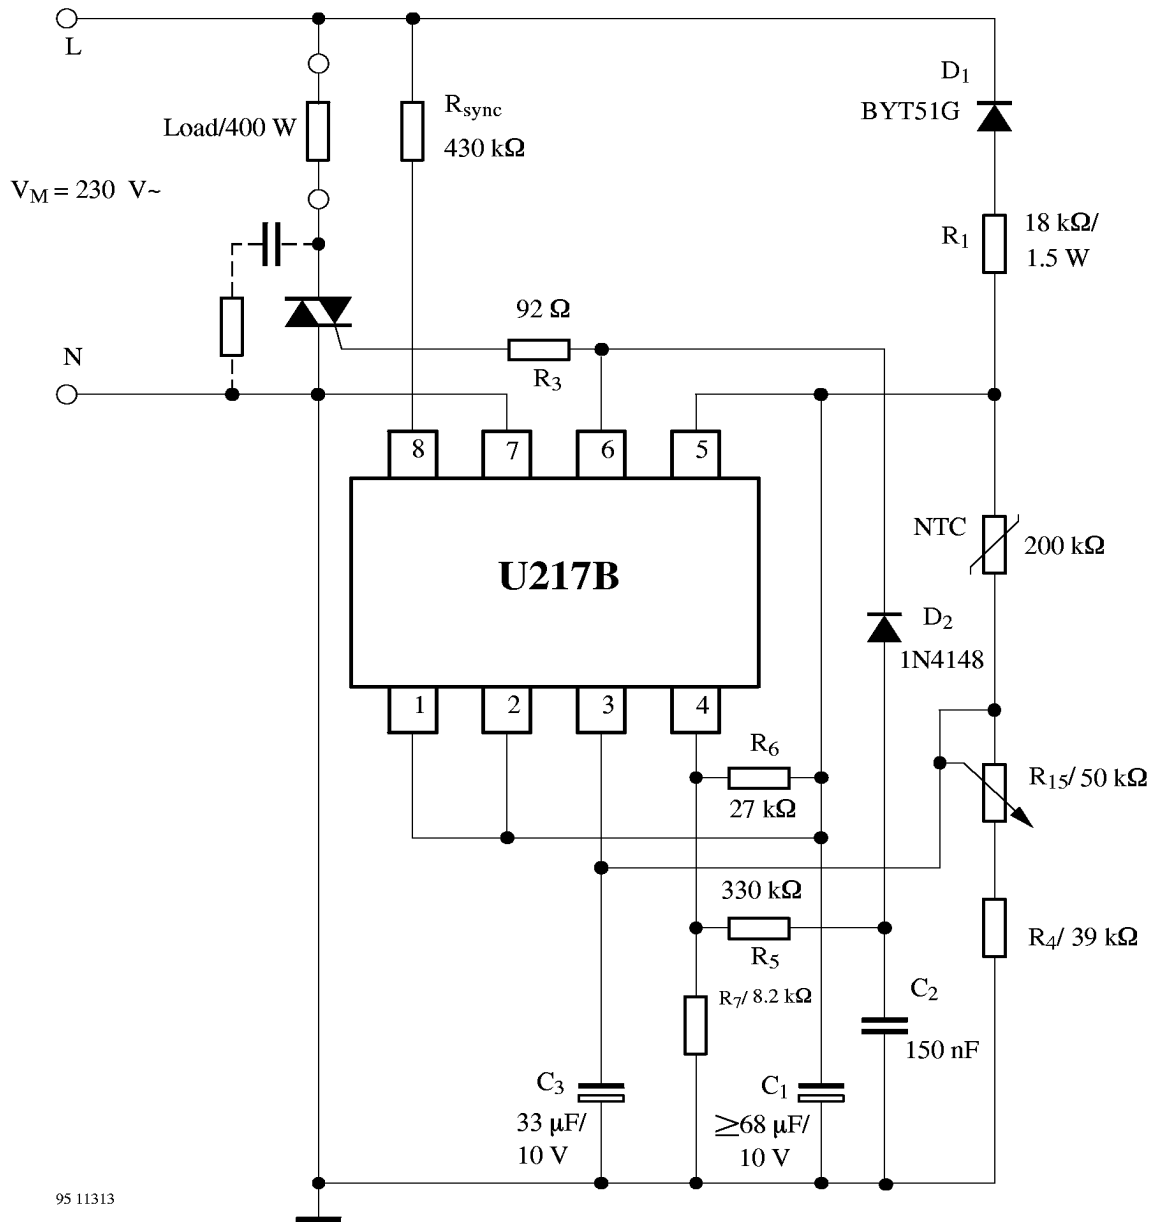 L
D1
BYT51G
Rsync
430 kΩ
Load/400 W
VM = 230 V~
R1
18 kΩ/
1.5 W
92 Ω
R3
N
8
7
6
5
NTC
200 kΩ
U217B
D2
1N4148
1
2
3
4
R6
27 kΩ
R15/ 50 kΩ
330 kΩ
R5
R4/ 39 kΩ
R7/ 8.2 kΩ
C2
150 nF
C3
33 µF/
10 V
C1
≥68 µF/
10 V
95 11313